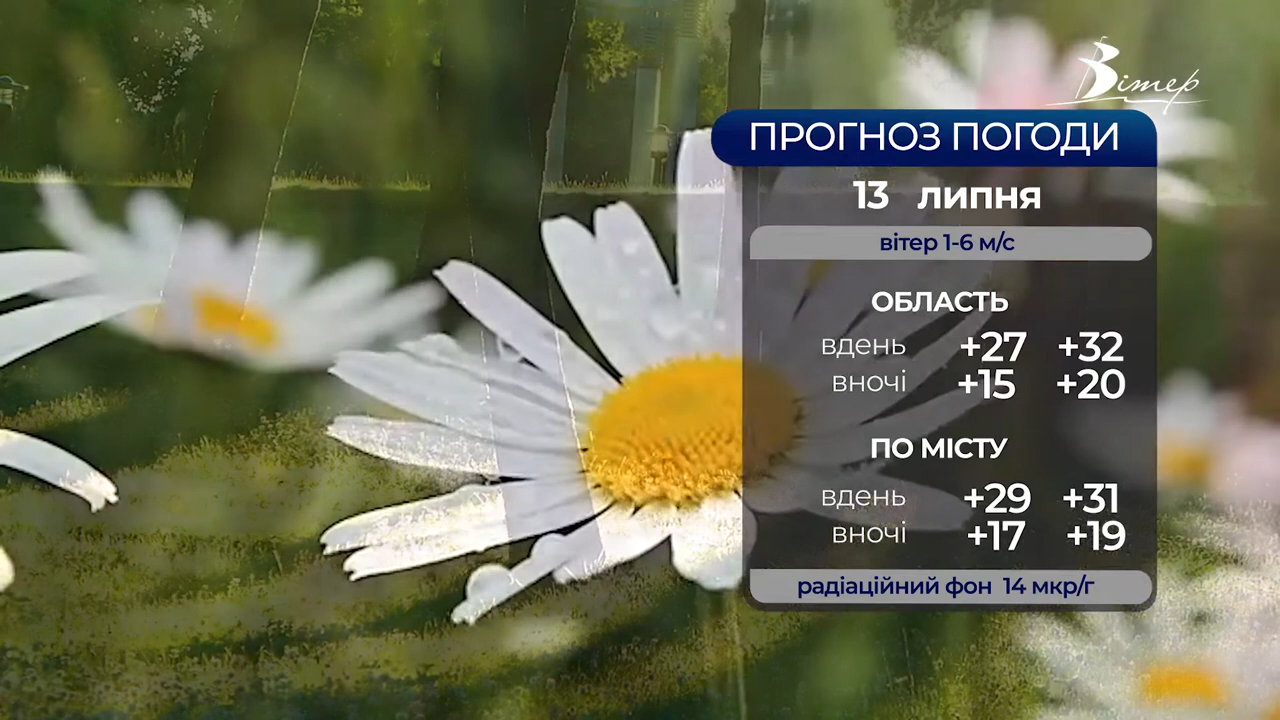 Вітер
ПРОГНОЗ ПОГОДИ
13 липня
вітер 1-6 м/с
ОБЛАСТЬ
вдень +27 +32
вночі +15 +20
ПО МІСТУ
вдень +29 +31
вночі +17 +19
радіаційний фон 14 мкр/г